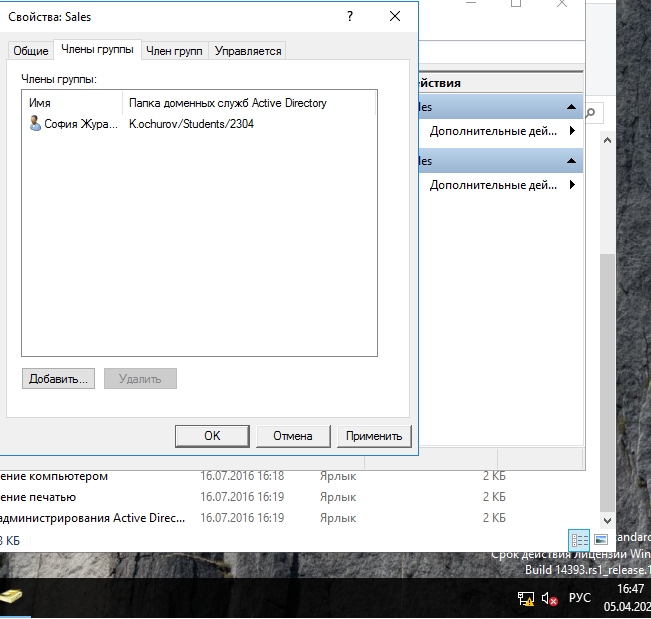 Свойства: Sales
?
Общие
Члены группы
Член групп
Управляется
Члены группы:
Имя
Папка доменных служб Active Directory
София Жура...
K.ochurov/Students/2304
Добавить...
Удалить
ОК
Отмена
Применить
ействия
les
Дополнительные дей...
les
Дополнительные дей...
ение компьютером 16.07.2016 16:18 Ярлык 2 КБ
ение печатью 16.07.2016 16:19 Ярлык 2 КБ
администрирования Active Direc... 16.07.2016 16:19 Ярлык 2 КБ
КБ
tandard
Срок действия лицензии Win
Build 14393.rs1_release.1
РУС
16:47
05.04.202